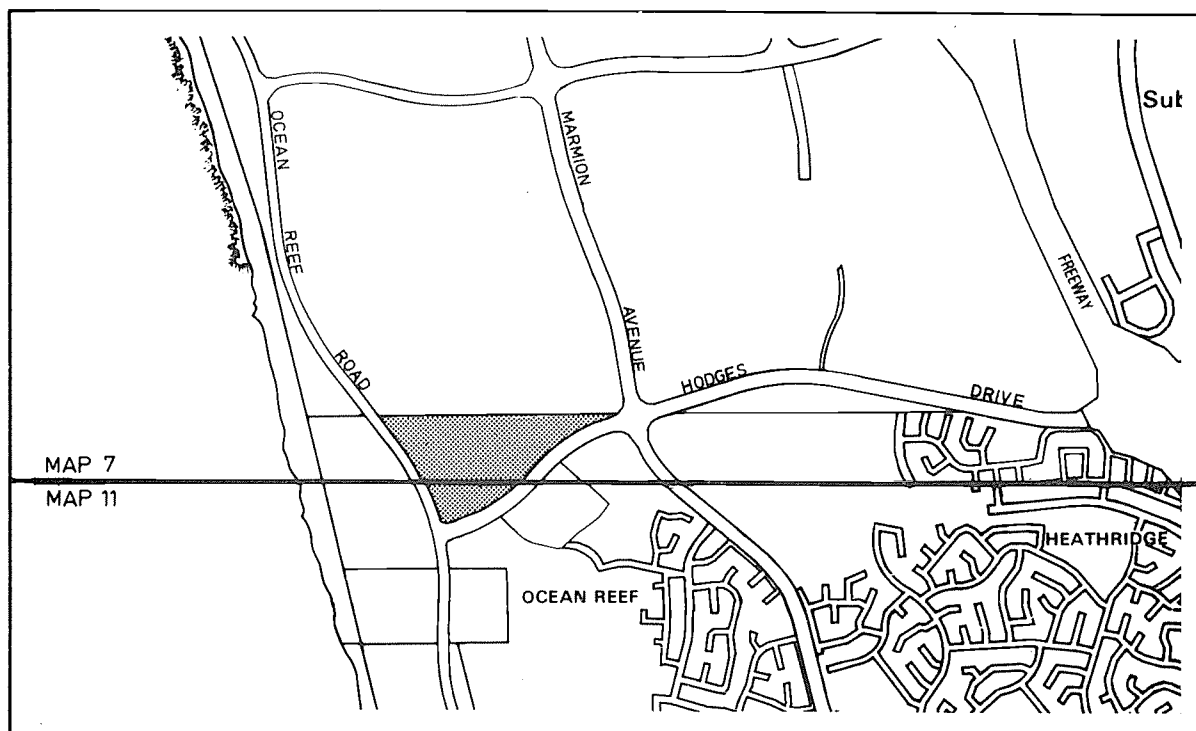 Sub
OCEAN
REEF
ROAD
MARMION
AVENUE
FREEWAY
HODGES
DRIVE
MAP 7
MAP 11
HEATHRIDGE
OCEAN REEF